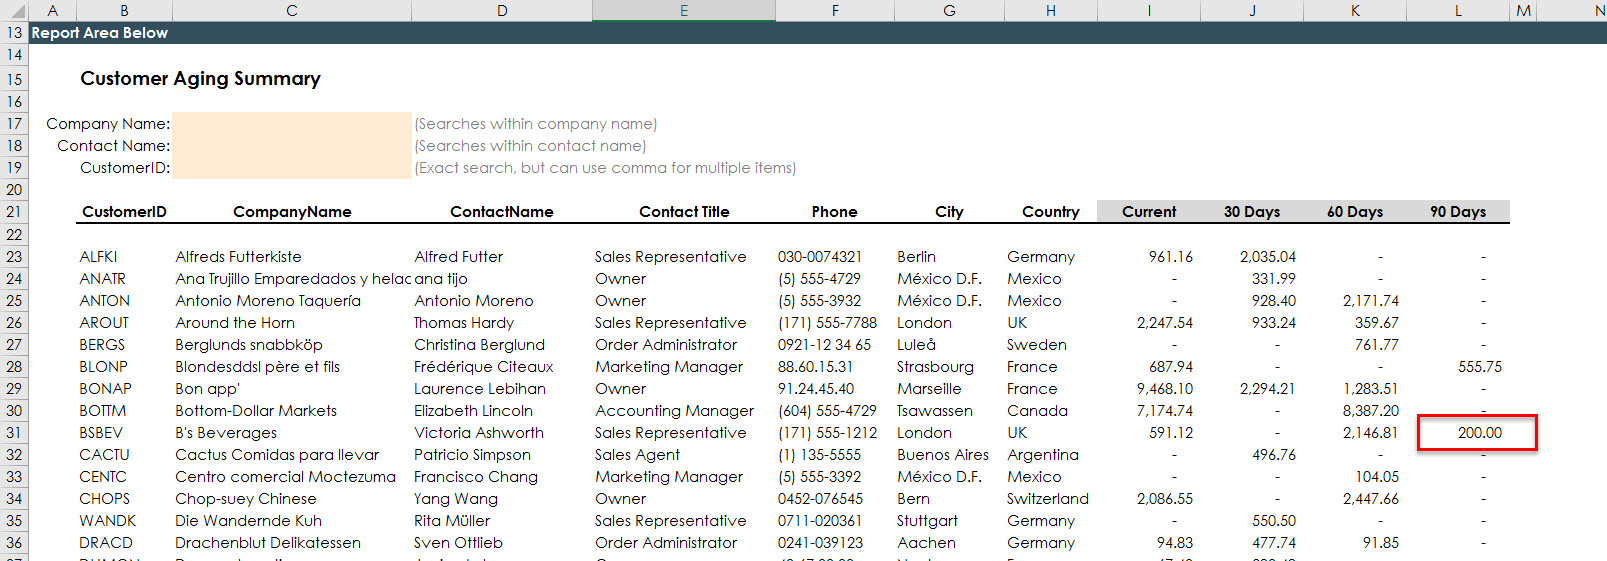 A B C D E F G H I J K L M N
13 Report Area Below
14
15 Customer Aging Summary
16
17 Company Name: (Searches within company name)
18 Contact Name: (Searches within contact name)
19 CustomerID: (Exact search, but can use comma for multiple items)
20
21 CustomerID CompanyName ContactName Contact Title Phone City Country Current 30 Days 60 Days 90 Days
22
23 ALFKI Alfreds Futterkiste Alfred Futter Sales Representative 030-0074321 Berlin Germany 961.16 2,035.04 - -
24 ANATR Ana Trujillo Emparedados y helac ana tijo Owner (5) 555-4729 México D.F. Mexico - 331.99 - -
25 ANTON Antonio Moreno Taquería Antonio Moreno Owner (5) 555-3932 México D.F. Mexico - 928.40 2,171.74 -
26 AROUT Around the Horn Thomas Hardy Sales Representative (171) 555-7788 London UK 2,247.54 933.24 359.67 -
27 BERGS Berglunds snabbköp Christina Berglund Order Administrator 0921-12 34 65 Luleå Sweden - - 761.77 -
28 BLONP Blondesddsl père et fils Frédérique Citeaux Marketing Manager 88.60.15.31 Strasbourg France 687.94 - - 555.75
29 BONAP Bon app' Laurence Lebihan Owner 91.24.45.40 Marseille France 9,468.10 2,294.21 1,283.51 -
30 BOTTM Bottom-Dollar Markets Elizabeth Lincoln Accounting Manager (604) 555-4729 Tsawassen Canada 7,174.74 - 8,387.20 -
31 BSBEV B's Beverages Victoria Ashworth Sales Representative (171) 555-1212 London UK 591.12 - 2,146.81 200.00
32 CACTU Cactus Comidas para llevar Patricio Simpson Sales Agent (1) 135-5555 Buenos Aires Argentina - 496.76 - -
33 CENTC Centro comercial Moctezuma Francisco Chang Marketing Manager (5) 555-3392 México D.F. Mexico - - 104.05 -
34 CHOPS Chop-suey Chinese Yang Wang Owner 0452-076545 Bern Switzerland 2,086.55 - 2,447.66 -
35 WANDK Die Wandernde Kuh Rita Müller Sales Representative 0711-020361 Stuttgart Germany - 550.50 - -
36 DRACD Drachenblut Delikatessen Sven Ottlieb Order Administrator 0241-039123 Aachen Germany 94.83 477.74 91.85 -